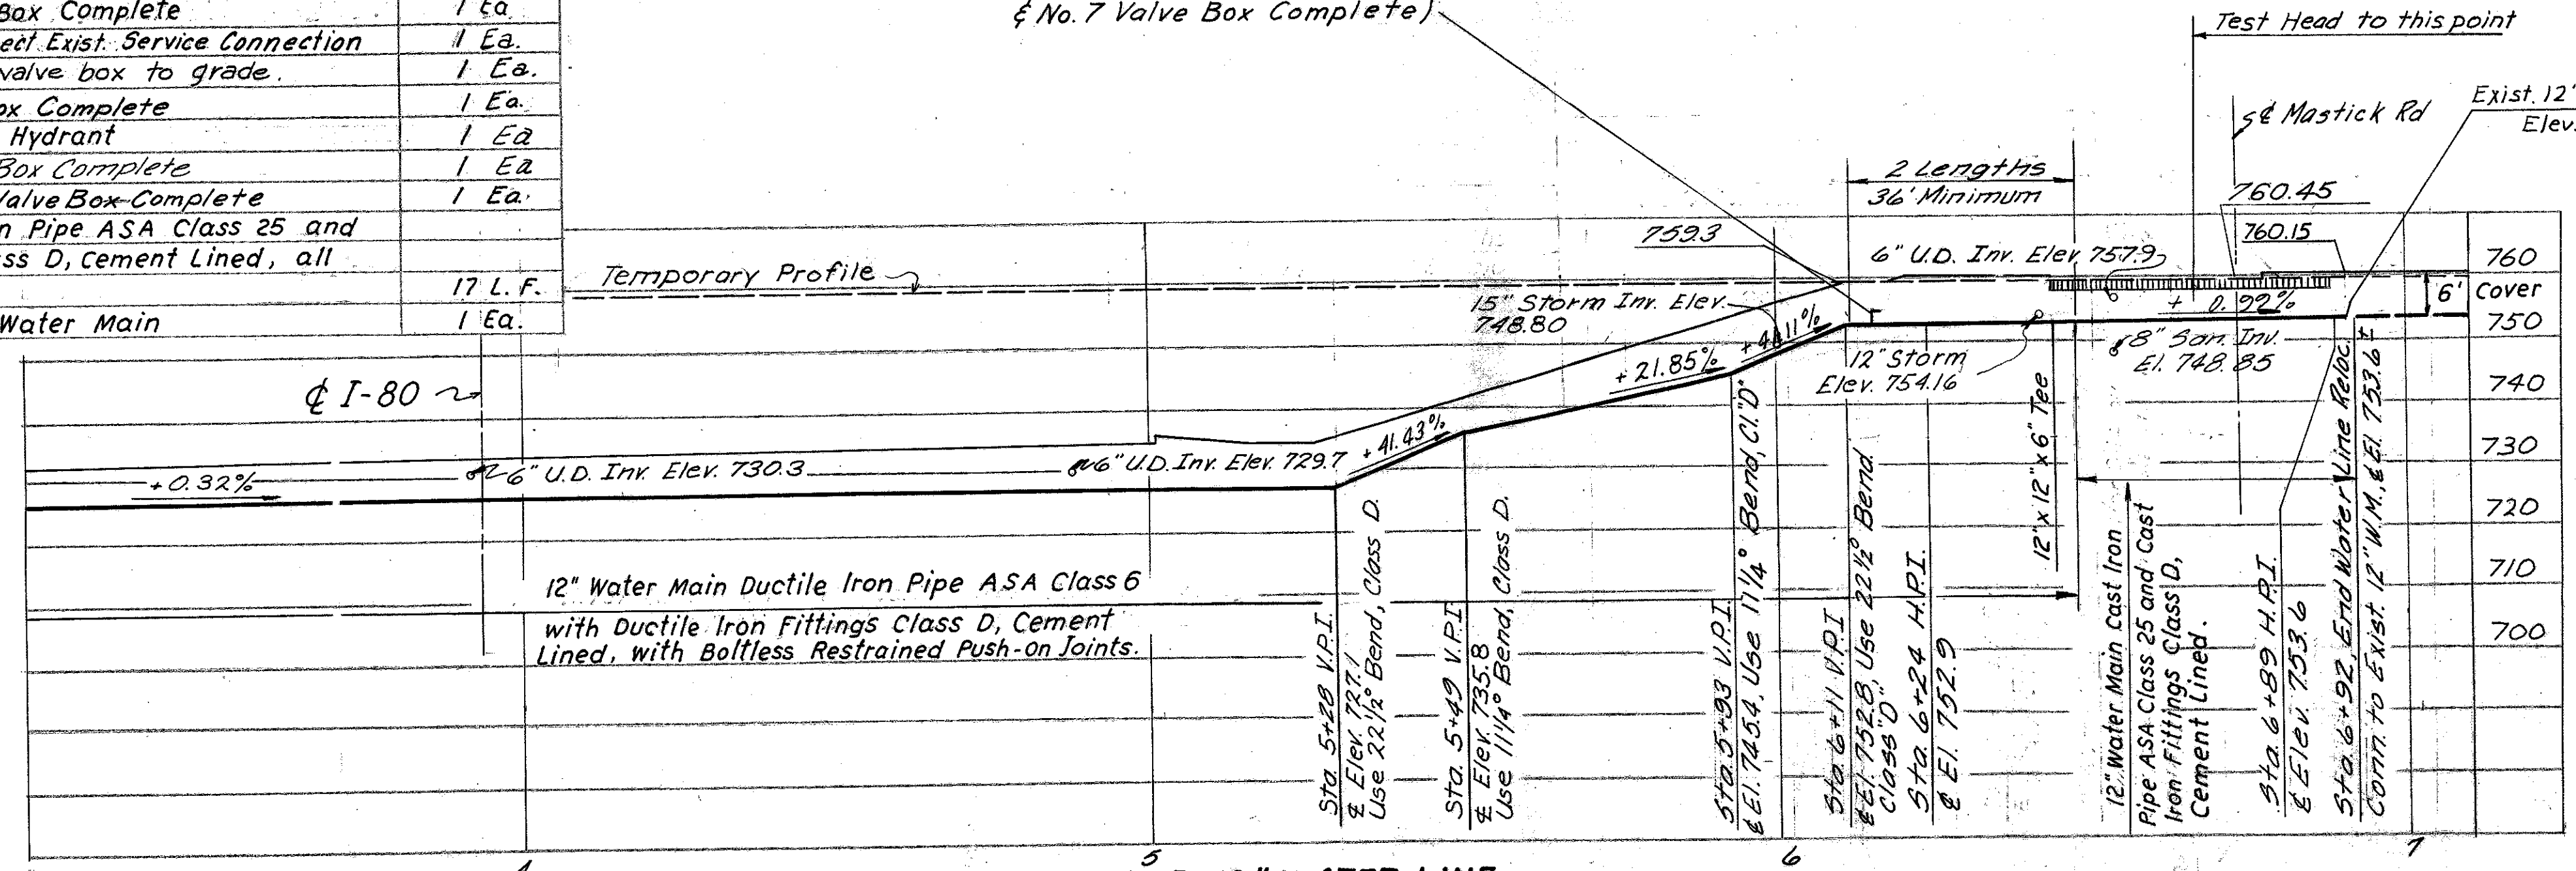 Box Complete 1 Ea
ect Exist. Service Connection 1 Ea.
valve box to grade. 1 Ea.
ox Complete 1 Ea.
Hydrant 1 Ea
Box Complete 1 Ea
Valve Box Complete 1 Ea.
n Pipe ASA Class 25 and
ss D, Cement Lined, all
17 L.F.
Water Main 1 Ea.
& No. 7 Valve Box Complete)
Test Head to this point
℄ Mastick Rd
Exist. 12"
Elev.
2 Lengths
36' Minimum
760.45
760.15
759.3
6" U.D. Inv. Elev 757.9
Temporary Profile
15" Storm Inv. Elev.
748.80
+ 0.92%
6'
Cover
760
750
740
730
720
710
700
+41.11%
+21.85%
+41.43%
12" Storm
Elev. 754.16
8" San. Inv.
El. 748.85
℄ I-80
+0.32%
6" U.D. Inv. Elev. 730.3
6" U.D. Inv. Elev. 729.7
12" Water Main Ductile Iron Pipe ASA Class 6
with Ductile Iron Fittings Class D, Cement
Lined, with Boltless Restrained Push-on Joints.
Sta 5+28 V.P.I.
℄ Elev. 727.1
Use 22 1/2° Bend, Class D.
Sta. 5+49 V.P.I
℄ Elev. 735.8
Use 11 1/4° Bend, Class D.
Sta. 5+93 V.P.I.
℄ El. 745.4, Use 11 1/4° Bend, Cl. "D"
Sta. 6+11 V.P.I
℄ El. 752.8, Use 22 1/2° Bend.
Class "D"
Sta. 6+24 H.P.I.
℄ El. 752.9
12" x 12" x 6" Tee
12" Water Main Cast Iron
Pipe ASA Class 25 and Cast
Iron Fittings Class D,
Cement Lined.
Sta. 6+89 H.P.I.
℄ Elev. 753.6
Sta. 6+92, End Water Line Reloc.
Conn. to Exist. 12" W.M., ℄ El. 753.6 ±
5
6
7